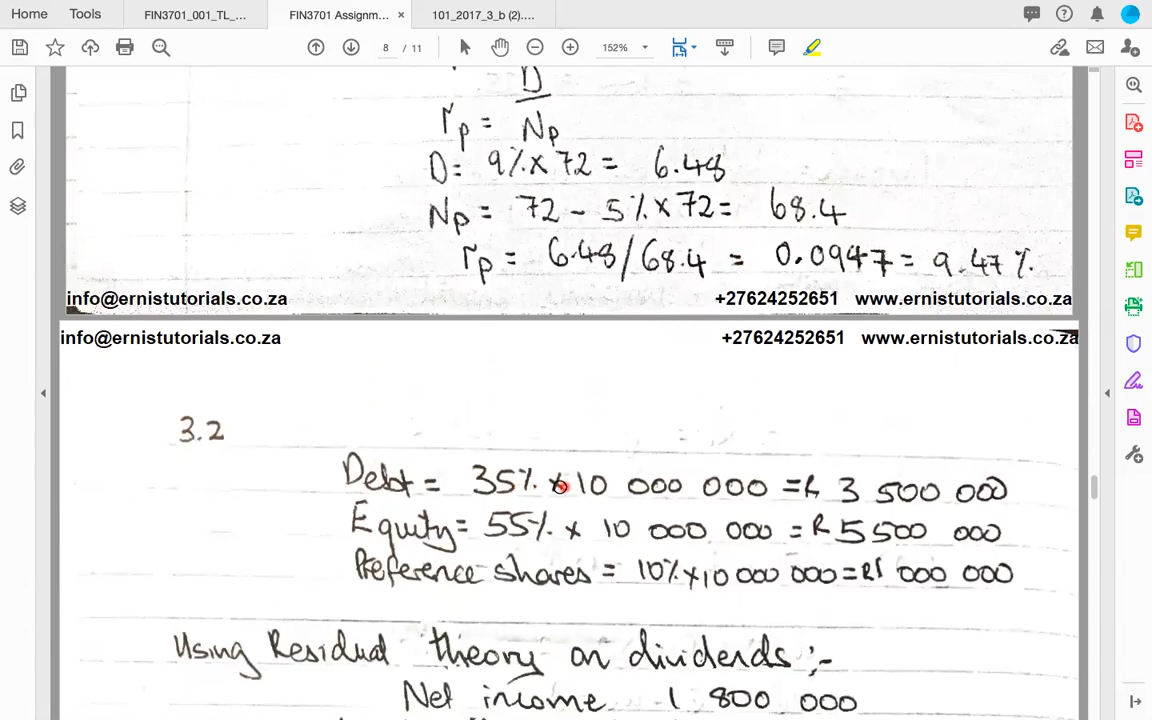 Home Tools FIN3701_001_TL_... FIN3701 Assignm... × 101_2017_3_b (2)....
8 / 11 152%
D
rp = Np
D = 9% × 72 = 6.48
Np = 72 - 5% × 72 = 68.4
rp = 6.48/68.4 = 0.0947 = 9.47%
info@ernistutorials.co.za +27624252651 www.ernistutorials.co.za
info@ernistutorials.co.za +27624252651 www.ernistutorials.co.za
3.2
Debt = 35% × 10 000 000 = R 3 500 000
Equity = 55% × 10 000 000 = R 5 500 000
Preference shares = 10% × 10 000 000 = R1 000 000
Using Residual theory on dividends :-
Net income 1 800 000